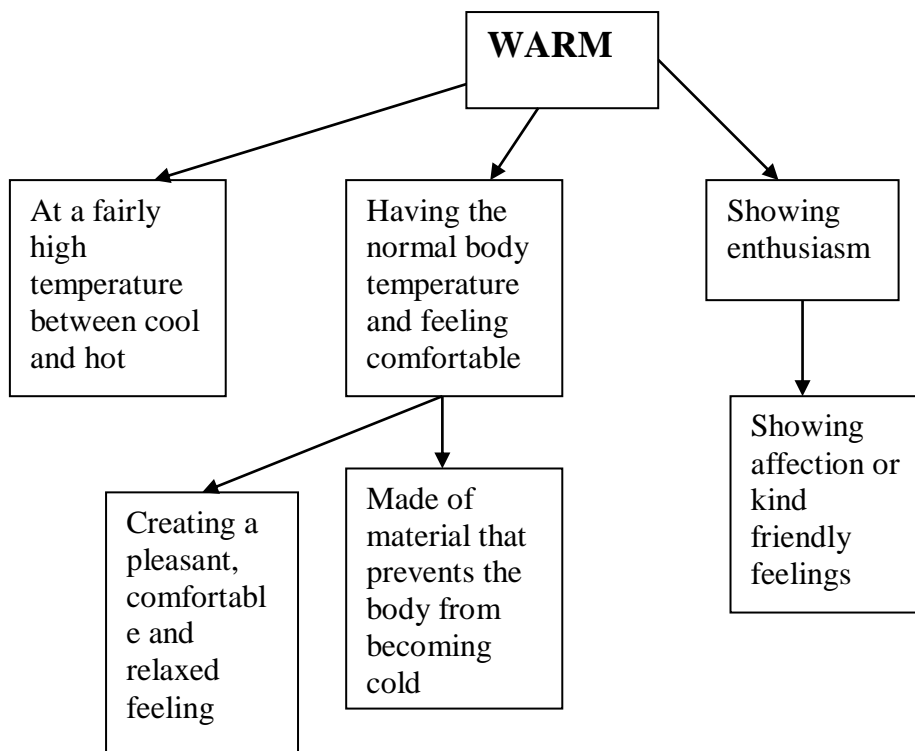 WARM
At a fairly
high
temperature
between cool
and hot
Having the
normal body
temperature
and feeling
comfortable
Showing
enthusiasm
Creating a
pleasant,
comfortabl
e and
relaxed
feeling
Made of
material that
prevents the
body from
becoming
cold
Showing
affection or
kind
friendly
feelings